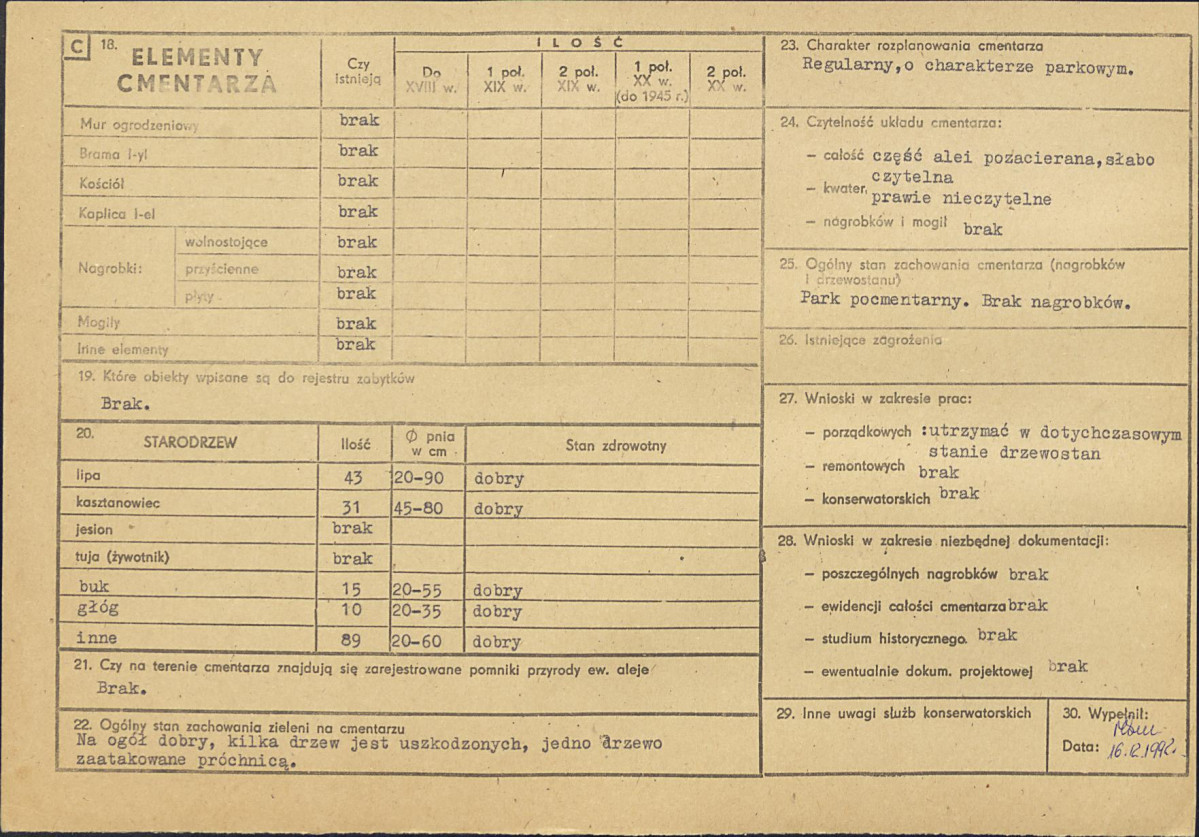 C 18. ELEMENTY CMENTARZA
Czy istnieją
ILOŚĆ
Do XVIII w.
1 poł. XIX w.
2 poł. XIX w.
1 poł. XX w. (do 1945 r.)
2 poł. XX w.
Mur ogrodzeniowy brak
Brama I-yl brak
Kościół brak
Kaplica I-el brak
Nagrobki:
wolnostojące brak
przyścienne brak
płyty brak
Mogiły brak
Inne elementy brak
19. Które obiekty wpisane są do rejestru zabytków
Brak.
20. STARODRZEW Ilość Ø pnia w cm Stan zdrowotny
lipa 43 20-90 dobry
kasztanowiec 31 45-80 dobry
jesion brak
tuja (żywotnik) brak
buk 15 20-55 dobry
głóg 10 20-35 dobry
inne 89 20-60 dobry
21. Czy na terenie cmentarza znajdują się zarejestrowane pomniki przyrody ew. aleje
Brak.
22. Ogólny stan zachowania zieleni na cmentarzu
Na ogół dobry, kilka drzew jest uszkodzonych, jedno drzewo
zaatakowane próchnicą.
23. Charakter rozplanowania cmentarza
Regularny,o charakterze parkowym.
24. Czytelność układu cmentarza:
— całość część alei pozacierana,słabo
czytelna
— kwater, prawie nieczytelne
— nagrobków i mogił brak
25. Ogólny stan zachowania cmentarza (nagrobków
i drzewostanu)
Park pocmentarny. Brak nagrobków.
26. Istniejące zagrożenia
27. Wnioski w zakresie prac:
— porządkowych :utrzymać w dotychczasowym
stanie drzewostan
— remontowych brak
— konserwatorskich brak
28. Wnioski w zakresie niezbędnej dokumentacji:
— poszczególnych nagrobków brak
— ewidencji całości cmentarza brak
— studium historycznego. brak
— ewentualnie dokum. projektowej brak
29. Inne uwagi służb konserwatorskich
30. Wypełnił:
Data: 16.12.1992.